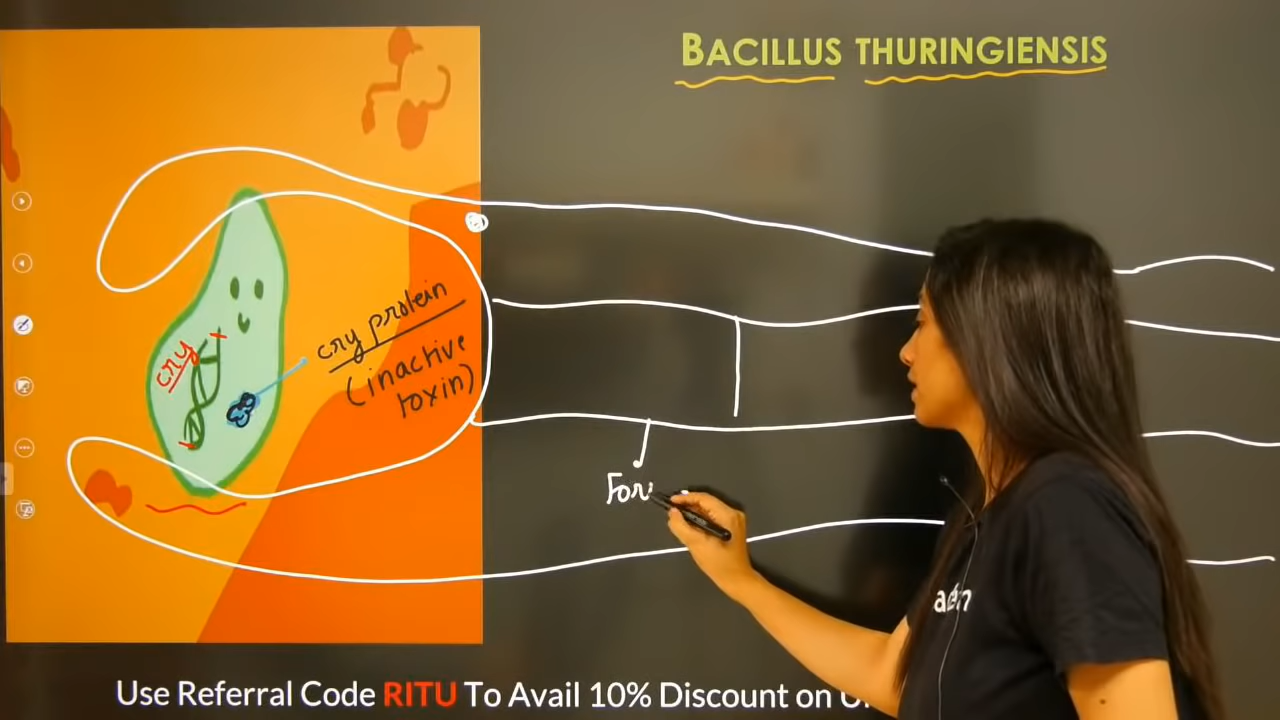 BACILLUS THURINGIENSIS
cry protein
(inactive
toxin)
cry
For
Use Referral Code RITU To Avail 10% Discount on